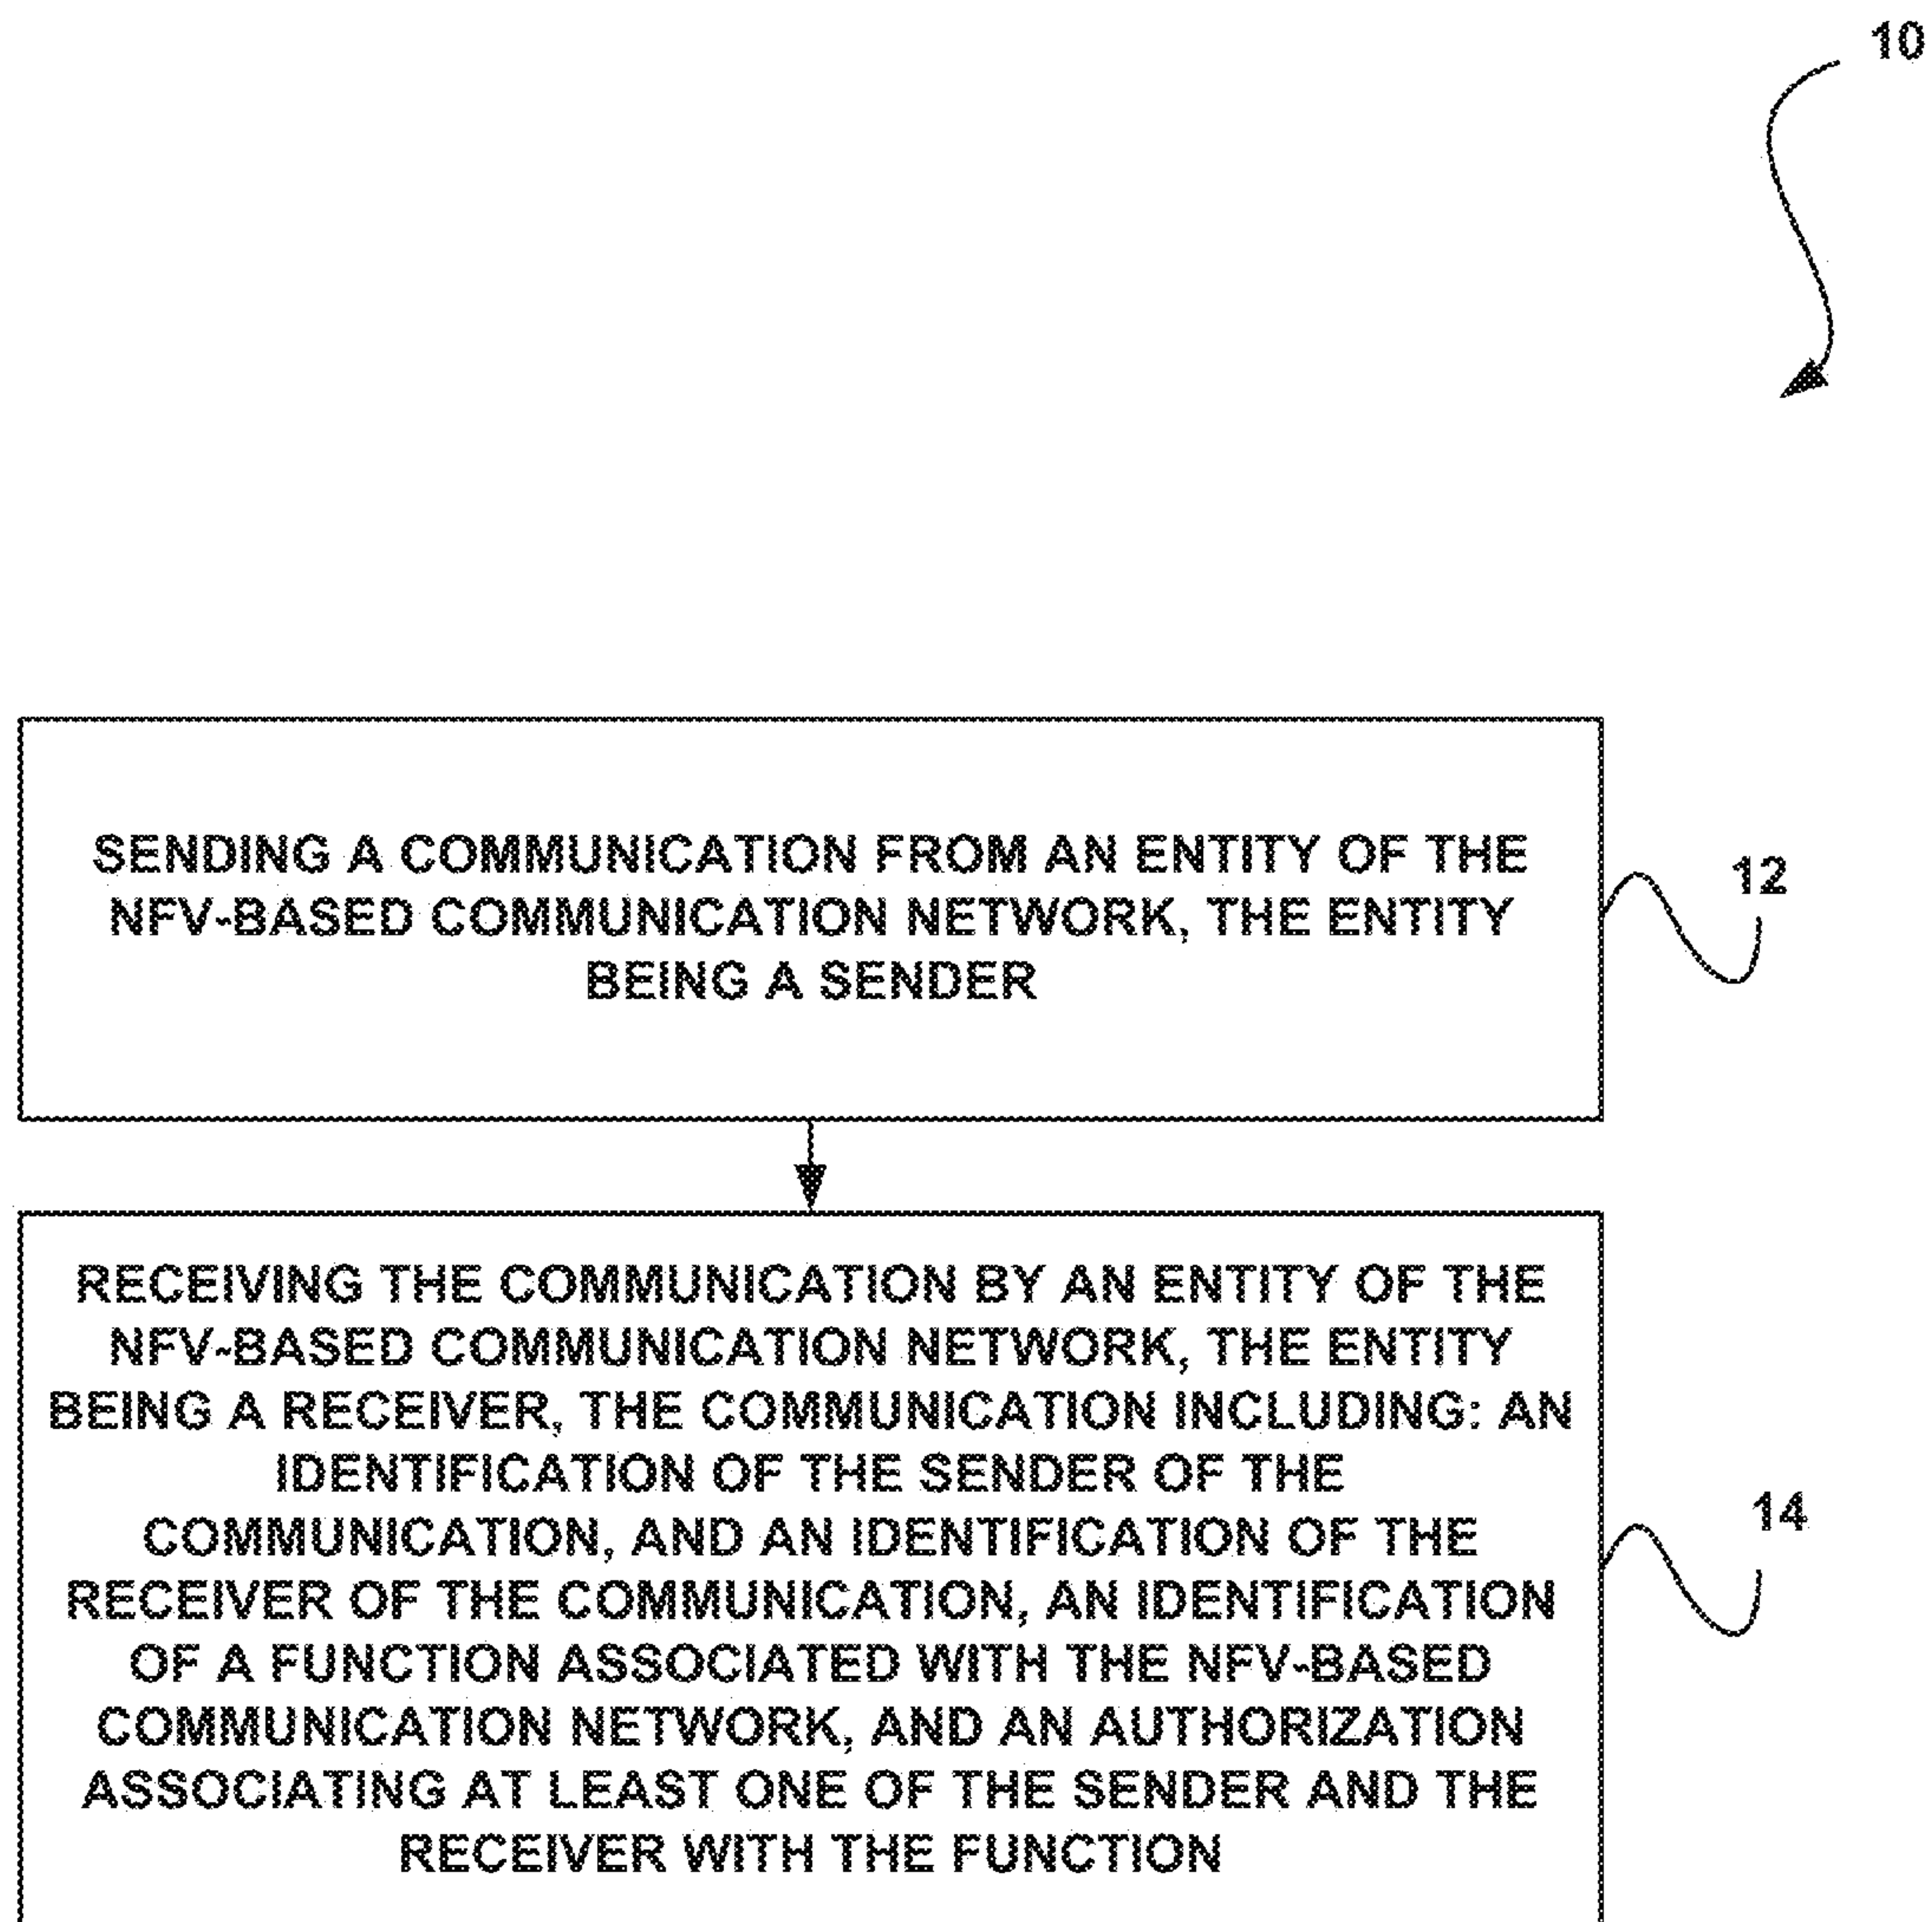 10
SENDING A COMMUNICATION FROM AN ENTITY OF THE
NFV-BASED COMMUNICATION NETWORK, THE ENTITY
BEING A SENDER
12
RECEIVING THE COMMUNICATION BY AN ENTITY OF THE
NFV-BASED COMMUNICATION NETWORK, THE ENTITY
BEING A RECEIVER, THE COMMUNICATION INCLUDING: AN
IDENTIFICATION OF THE SENDER OF THE
COMMUNICATION, AND AN IDENTIFICATION OF THE
RECEIVER OF THE COMMUNICATION, AN IDENTIFICATION
OF A FUNCTION ASSOCIATED WITH THE NFV-BASED
COMMUNICATION NETWORK, AND AN AUTHORIZATION
ASSOCIATING AT LEAST ONE OF THE SENDER AND THE
RECEIVER WITH THE FUNCTION
14